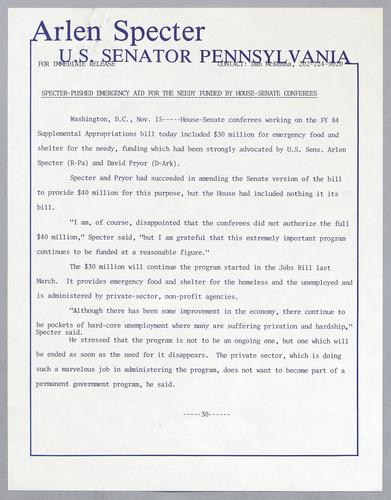 Arlen Specter
U.S. SENATOR PENNSYLVANIA
FOR IMMEDIATE RELEASE CONTACT: Dan McKenna, 202-224-9020
SPECTER-PUSHED EMERGENCY AID FOR THE NEEDY FUNDED BY HOUSE-SENATE CONFEREES
Washington, D.C., Nov. 15-----House-Senate conferees working on the FY 84
Supplemental Appropriations bill today included $30 million for emergency food and
shelter for the needy, funding which had been strongly advocated by U.S. Sens. Arlen
Specter (R-Pa) and David Pryor (D-Ark).
Specter and Pryor had succeeded in amending the Senate version of the bill
to provide $40 million for this purpose, but the House had included nothing it its
bill.
"I am, of course, disappointed that the conferees did not authorize the full
$40 million," Specter said, "but I am grateful that this extremely important program
continues to be funded at a reasonable figure."
The $30 million will continue the program started in the Jobs Bill last
March. It provides emergency food and shelter for the homeless and the unemployed and
is administered by private-sector, non-profit agencies.
"Although there has been some improvement in the economy, there continue to
be pockets of hard-core unemployment where many are suffering privation and hardship,"
Specter said.
He stressed that the program is not to be an ongoing one, but one which will
be ended as soon as the need for it disappears. The private sector, which is doing
such a marvelous job in administering the program, does not want to become part of a
permanent government program, he said.
-----30------